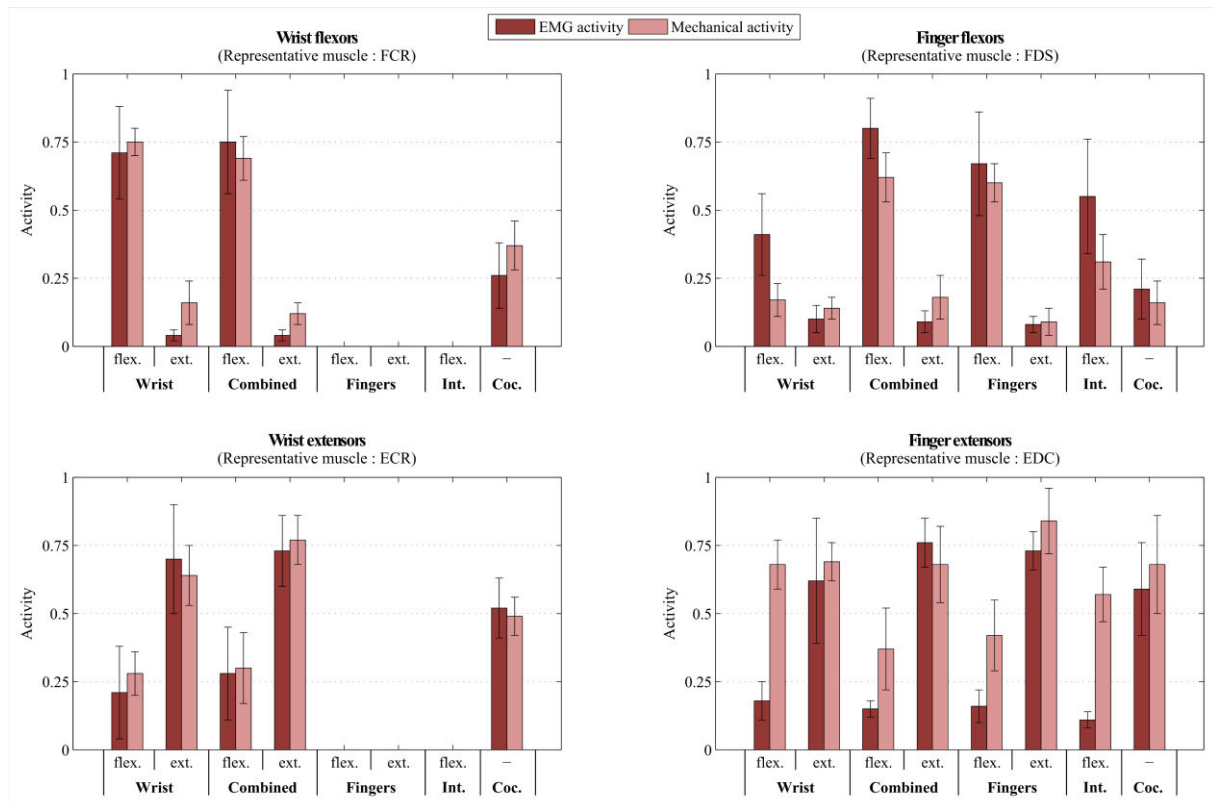 EMG activity Mechanical activity
Wrist flexors
(Representative muscle : FCR)
1
0.75
0.5
0.25
0
Activity
flex. ext. flex. ext. flex. ext. flex. –
Wrist Combined Fingers Int. Coc.
Finger flexors
(Representative muscle : FDS)
1
0.75
0.5
0.25
0
Activity
flex. ext. flex. ext. flex. ext. flex. –
Wrist Combined Fingers Int. Coc.
Wrist extensors
(Representative muscle : ECR)
1
0.75
0.5
0.25
0
Activity
flex. ext. flex. ext. flex. ext. flex. –
Wrist Combined Fingers Int. Coc.
Finger extensors
(Representative muscle : EDC)
1
0.75
0.5
0.25
0
Activity
flex. ext. flex. ext. flex. ext. flex. –
Wrist Combined Fingers Int. Coc.